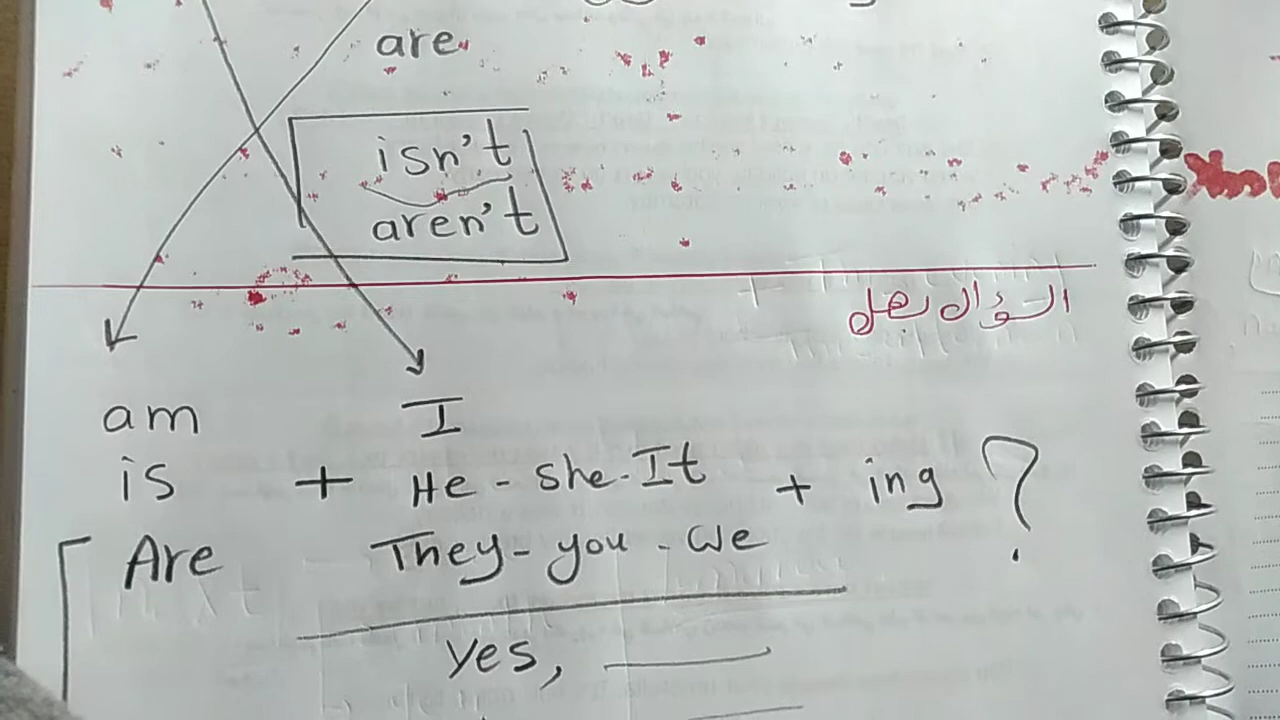 are
isn't
aren't
السؤال بهل
am I
is + He - she - It + ing ?
Are They - you - we
Yes,